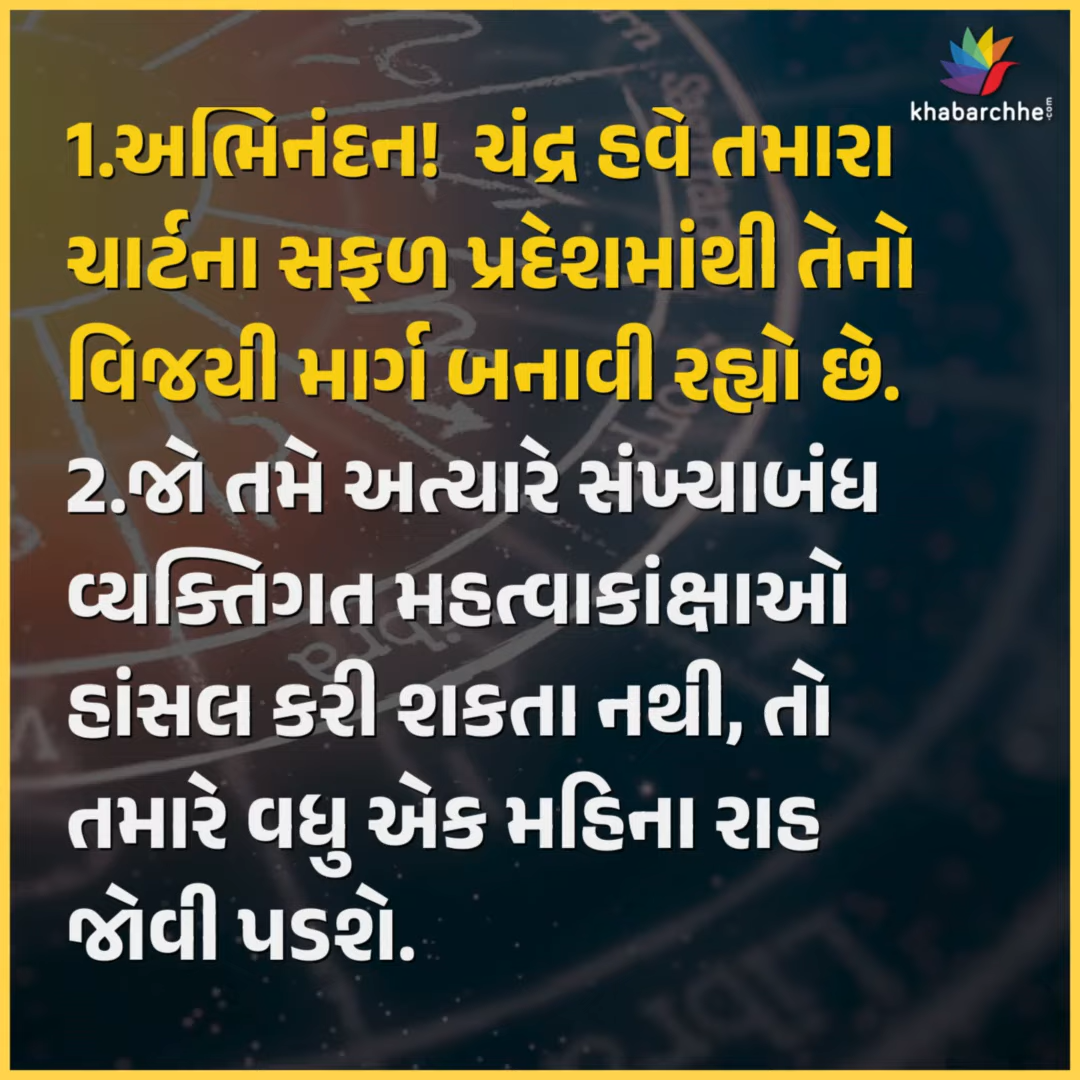 khabarchhe.com
1.અભિનંદન! ચંદ્ર હવે તમારા
ચાર્ટના સફળ પ્રદેશમાંથી તેનો
વિજયી માર્ગ બનાવી રહ્યો છે.
2.જો તમે અત્યારે સંખ્યાબંધ
વ્યક્તિગત મહત્વાકાંક્ષાઓ
હાંસલ કરી શકતા નથી, તો
તમારે વધુ એક મહિના રાહ
જોવી પડશે.
Libra